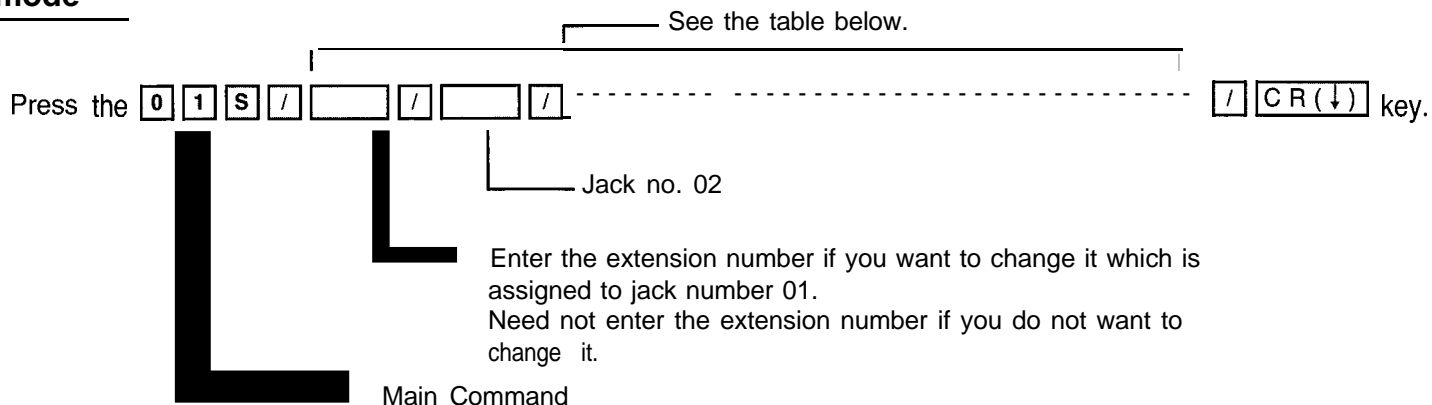 mode
See the table below.
Press the 0 1 S / / / / CR(↓) key.
Jack no. 02
Enter the extension number if you want to change it which is
assigned to jack number 01.
Need not enter the extension number if you do not want to
change it.
Main Command